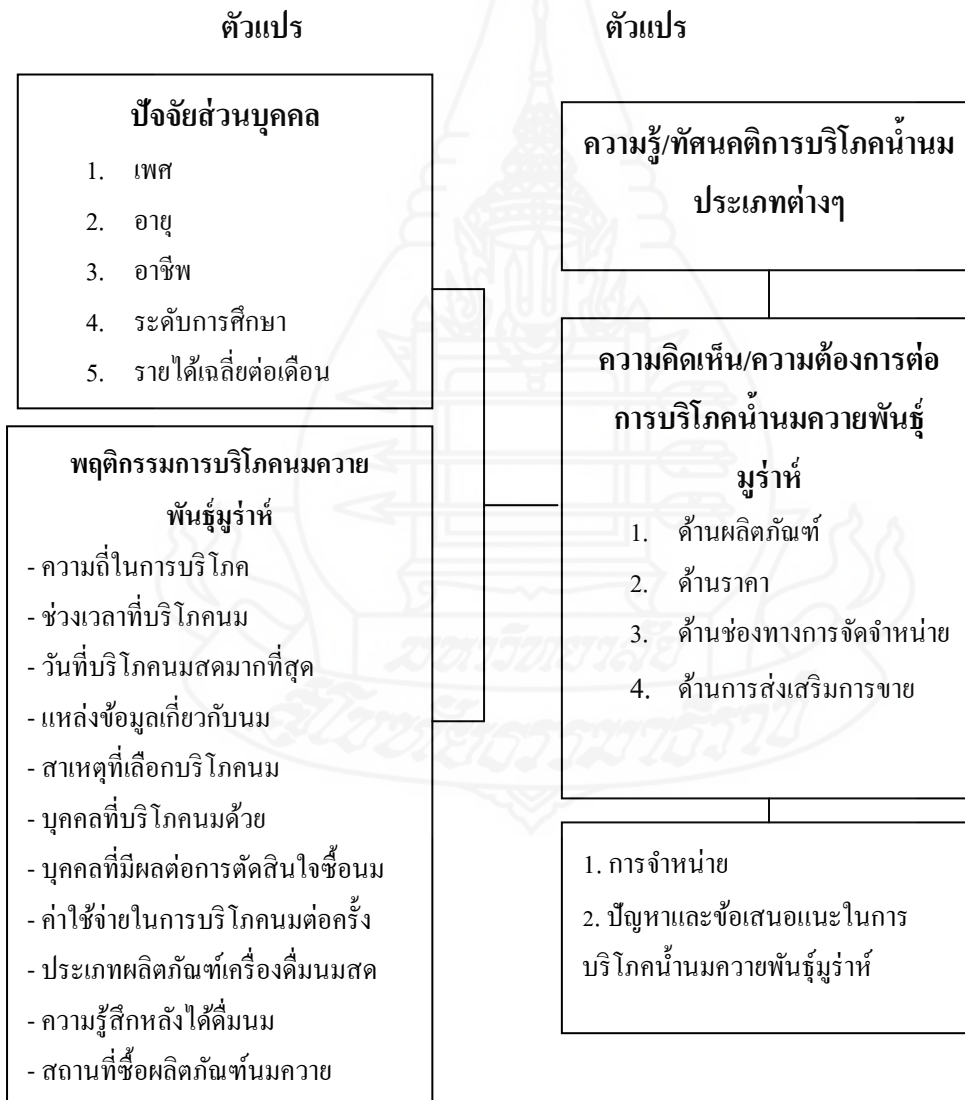 ตัวแปร
ตัวแปร
ปัจจัยส่วนบุคคล
1. เพศ
2. อายุ
3. อาชีพ
4. ระดับการศึกษา
5. รายได้เฉลี่ยต่อเดือน
พฤติกรรมการบริโภคนมควาย
พันธุ์มูร่าห์
- ความถี่ในการบริโภค
- ช่วงเวลาที่บริโภคนม
- วันที่บริโภคนมสดมากที่สุด
- แหล่งข้อมูลเกี่ยวกับนม
- สาเหตุที่เลือกบริโภคนม
- บุคคลที่บริโภคนมด้วย
- บุคคลที่มีผลต่อการตัดสินใจซื้อนม
- ค่าใช้จ่ายในการบริโภคนมต่อครั้ง
- ประเภทผลิตภัณฑ์เครื่องดื่มนมสด
- ความรู้สึกหลังได้ดื่มนม
- สถานที่ซื้อผลิตภัณฑ์นมควาย
ความรู้/ทัศนคติการบริโภคน้ำนม
ประเภทต่างๆ
ความคิดเห็น/ความต้องการต่อ
การบริโภคน้ำนมควายพันธุ์
มูร่าห์
1. ด้านผลิตภัณฑ์
2. ด้านราคา
3. ด้านช่องทางการจัดจำหน่าย
4. ด้านการส่งเสริมการขาย
1. การจำหน่าย
2. ปัญหาและข้อเสนอแนะในการ
บริโภคน้ำนมควายพันธุ์มูร่าห์
มหาวิทยาลัย
สุโขทัยธรรมาธิราช